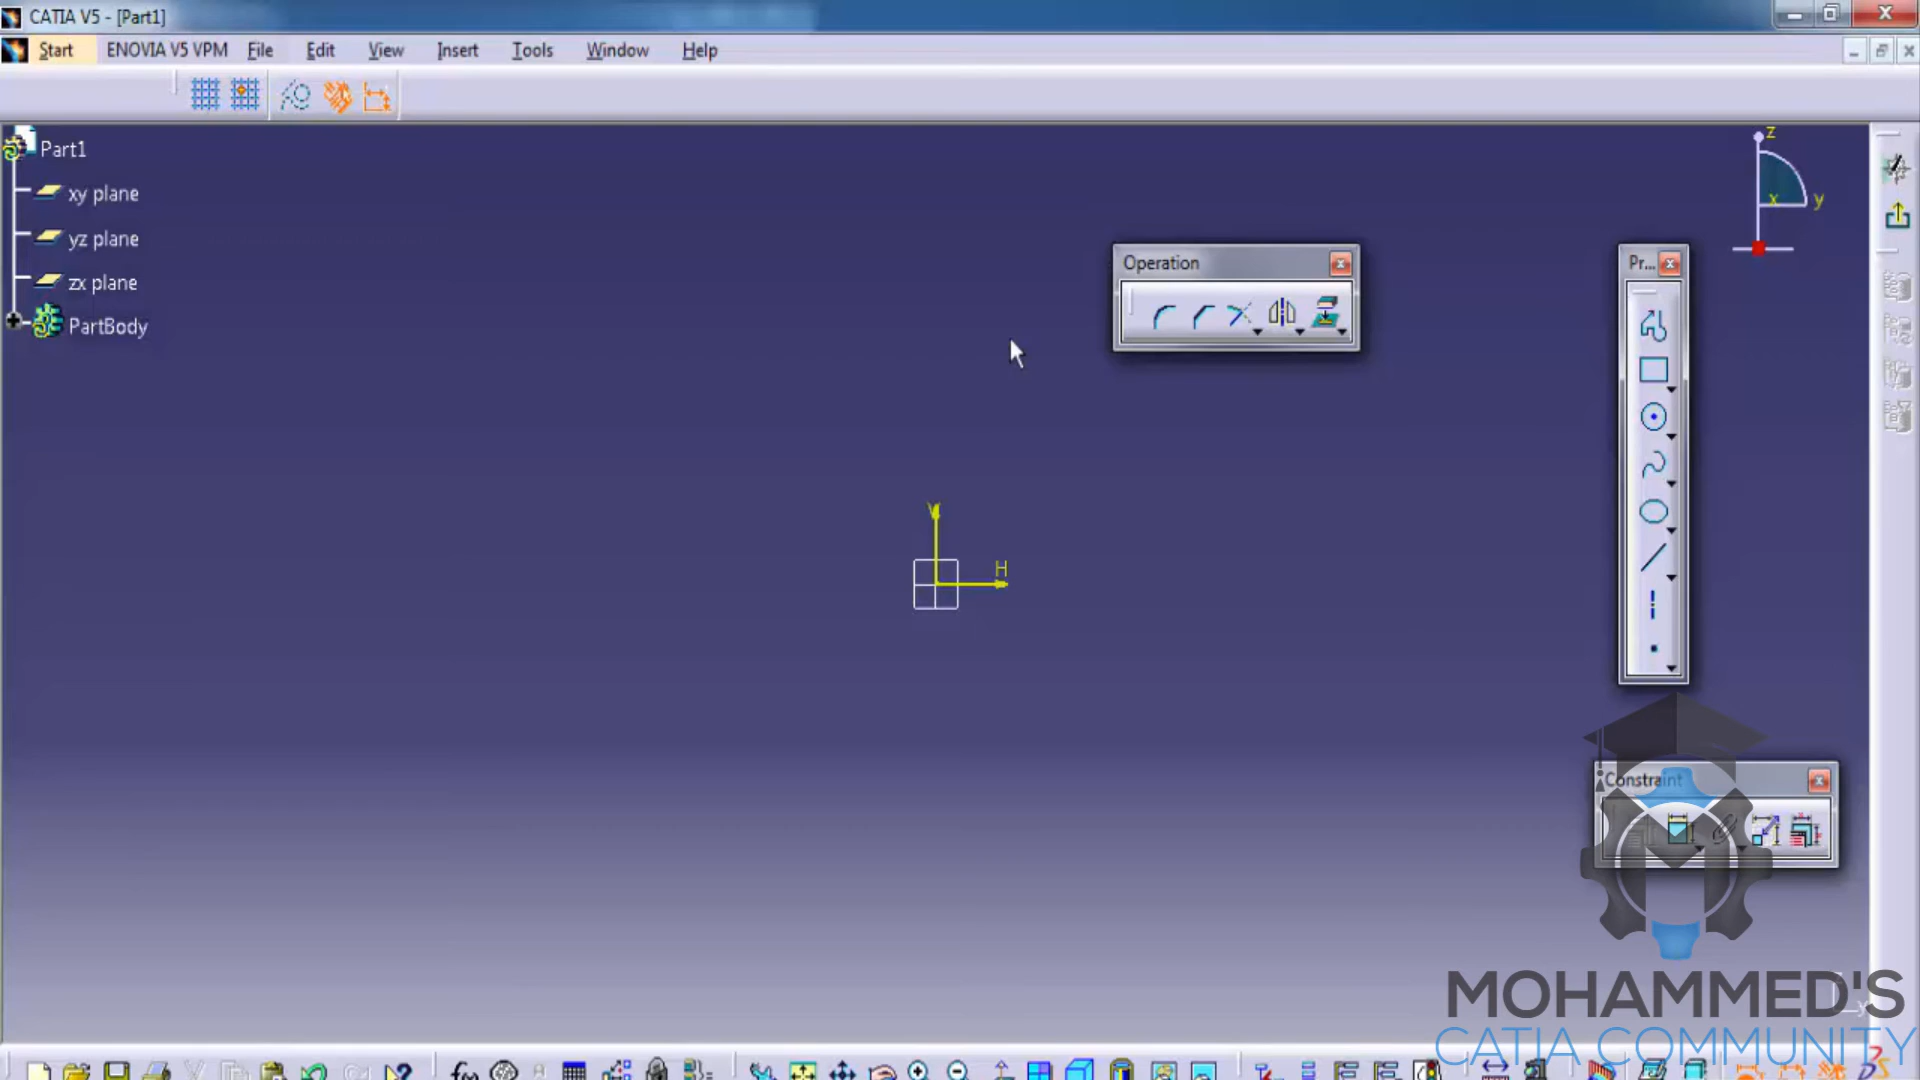 CATIA V5 - [Part1]
Start ENOVIA V5 VPM File Edit View Insert Tools Window Help
Part1
xy plane
yz plane
zx plane
PartBody
z
x
y
Operation
Pr...
V
H
Constraint
MOHAMMED'S
CATIA COMMUNITY